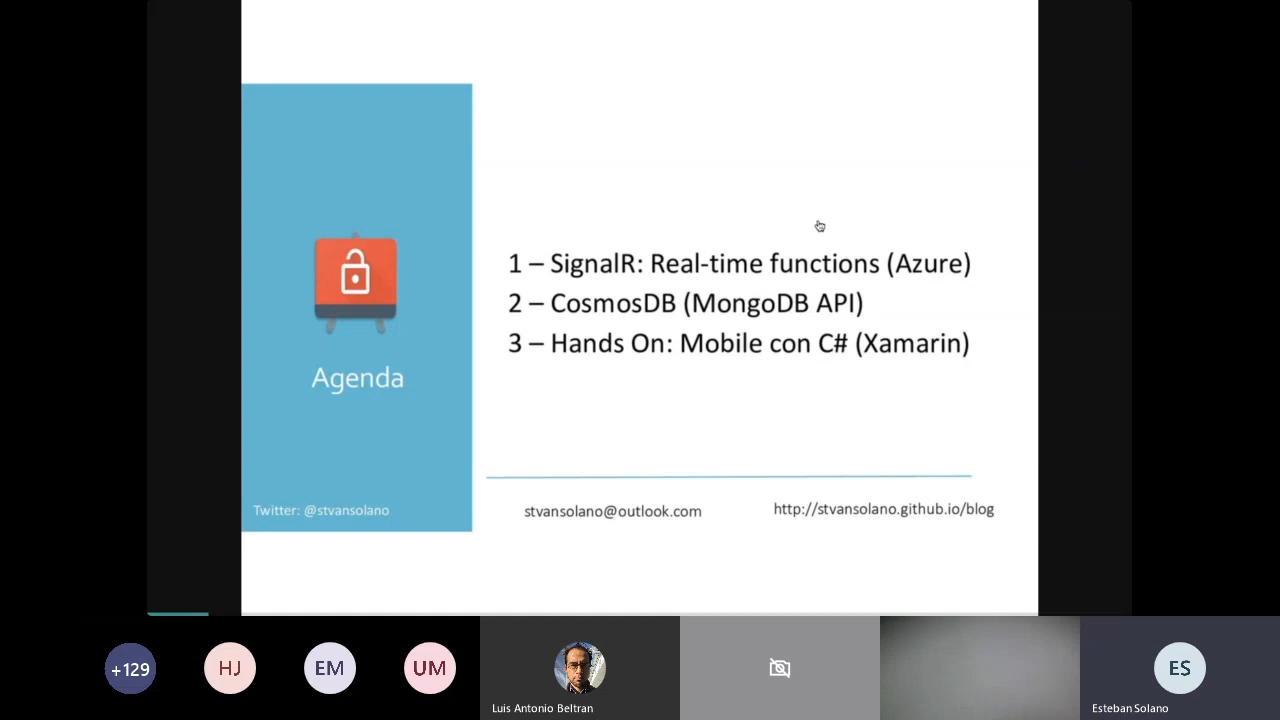 1 – SignalR: Real-time functions (Azure)
2 – CosmosDB (MongoDB API)
3 – Hands On: Mobile con C# (Xamarin)
Agenda
Twitter: @stvansolano
stvansolano@outlook.com
http://stvansolano.github.io/blog
+129
HJ
EM
UM
ES
Luis Antonio Beltran
Esteban Solano